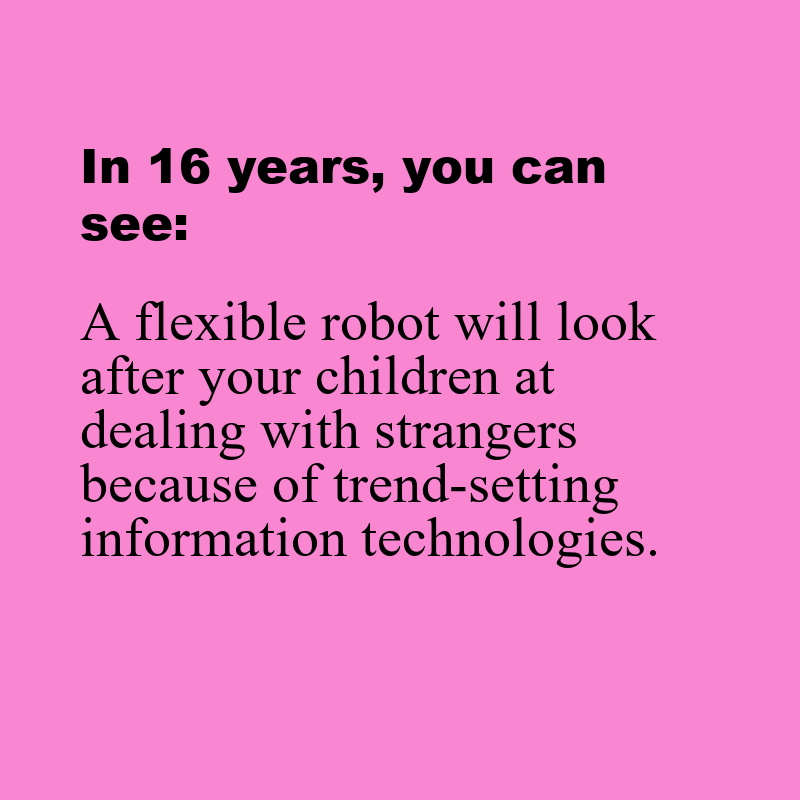 In 16 years, you can
see:
A flexible robot will look
after your children at
dealing with strangers
because of trend-setting
information technologies.